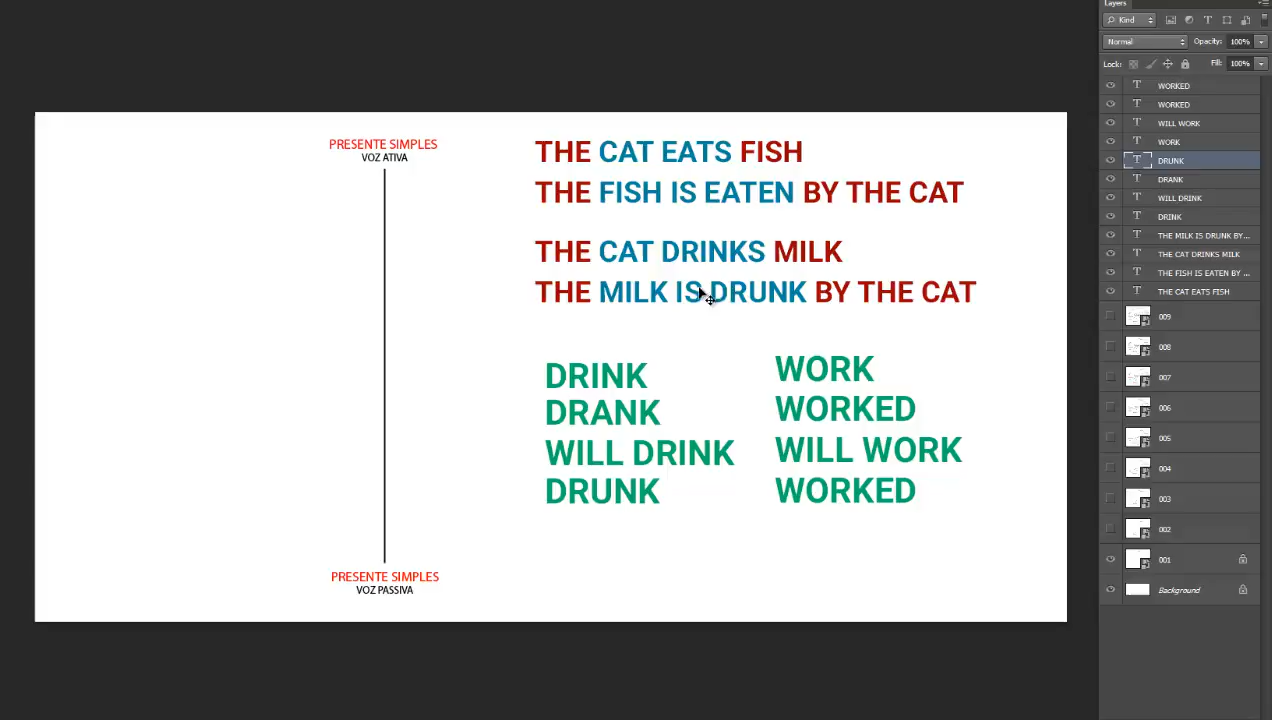 Layers
Kind
Normal
Opacity: 100%
Lock:
Fill: 100%
WORKED
WORKED
WILL WORK
WORK
DRUNK
DRANK
WILL DRINK
DRINK
THE MILK IS DRUNK BY...
THE CAT DRINKS MILK
THE FISH IS EATEN BY ...
THE CAT EATS FISH
009
008
007
006
005
004
003
002
001
Background
PRESENTE SIMPLES
VOZ ATIVA
PRESENTE SIMPLES
VOZ PASSIVA
THE CAT EATS FISH
THE FISH IS EATEN BY THE CAT
THE CAT DRINKS MILK
THE MILK IS DRUNK BY THE CAT
DRINK
DRANK
WILL DRINK
DRUNK
WORK
WORKED
WILL WORK
WORKED